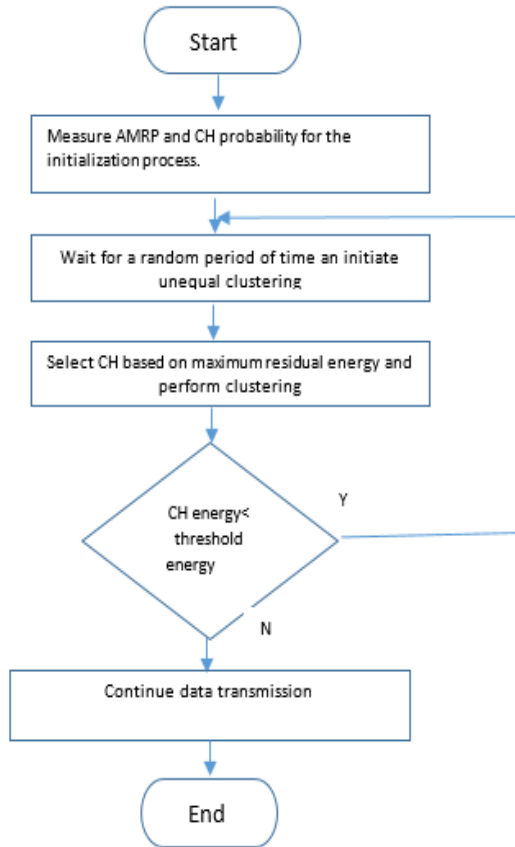 Start
Measure AMRP and CH probability for the
initialization process.
Wait for a random period of time an initiate
unequal clustering
Select CH based on maximum residual energy and
perform clustering
CH energy<
threshold
energy
Y
N
Continue data transmission
End